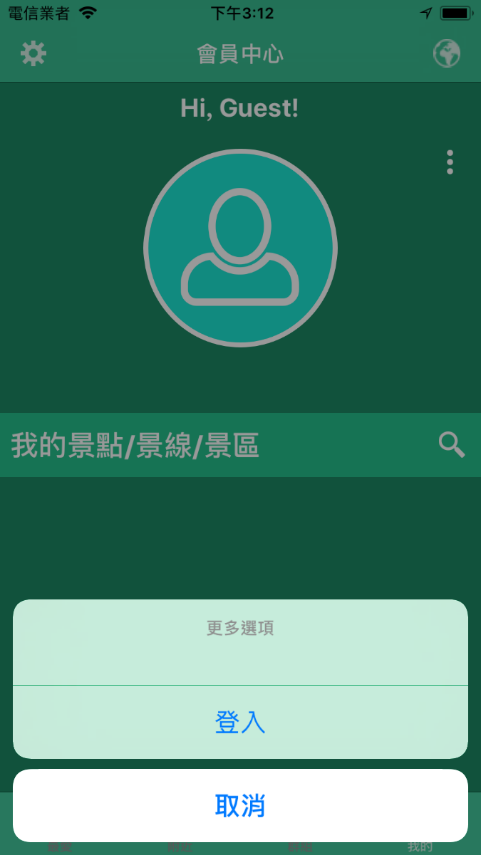 電信業者 下午3:12
會員中心
Hi, Guest!
我的景點/景線/景區
更多選項
登入
取消
我的